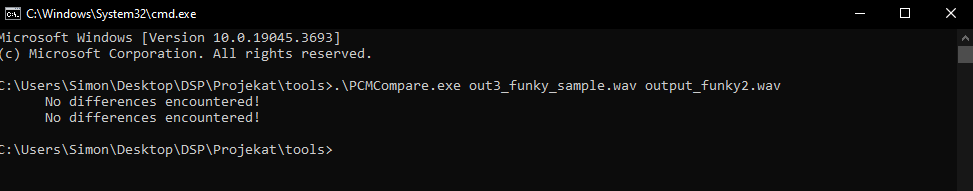 C:\Windows\System32\cmd.exe
Microsoft Windows [Version 10.0.19045.3693]
(c) Microsoft Corporation. All rights reserved.
C:\Users\Simon\Desktop\DSP\Projekat\tools>.\PCMCompare.exe out3_funky_sample.wav output_funky2.wav
No differences encountered!
No differences encountered!
C:\Users\Simon\Desktop\DSP\Projekat\tools>